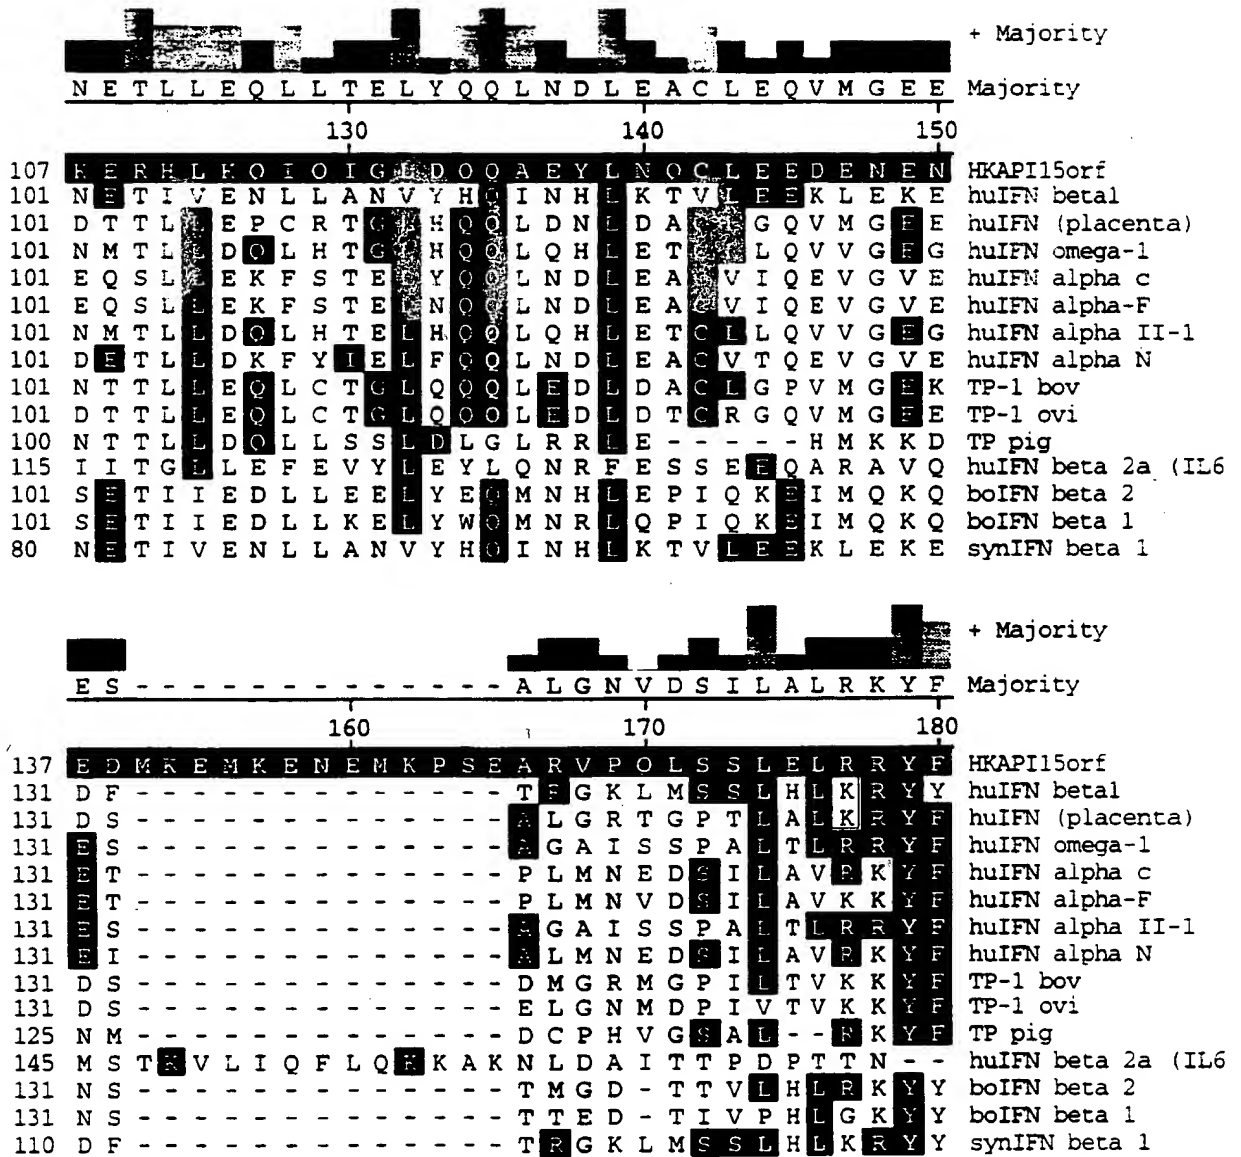 + Majority
N E T L L E Q L L T E L Y Q Q L N D L E A C L E Q V M G E E Majority
130 140 150
107 K E R H L K Q I Q I G L D Q Q A E Y L N Q C L E E D E N E N HKAPI15orf
101 N E T I V E N L L A N V Y H Q I N H L K T V L E E K L E K E huIFN beta1
101 D T T L L E P C R T G L H Q Q L D N L D A C L G Q V M G E E huIFN (placenta)
101 N M T L L D Q L H T G L H Q Q L Q H L E T C L L Q V V G E G huIFN omega-1
101 E Q S L L E K F S T E L Y Q Q L N D L E A C V I Q E V G V E huIFN alpha c
101 E Q S L L E K F S T E L N Q Q L N D L E A C V I Q E V G V E huIFN alpha-F
101 N M T L L D Q L H T E L H Q Q L Q H L E T C L L Q V V G E G huIFN alpha II-1
101 D E T L L D K F Y I E L F Q Q L N D L E A C V T Q E V G V E huIFN alpha N
101 N T T L L E Q L C T G L Q Q Q L E D L D A C L G P V M G E K TP-1 bov
101 D T T L L E Q L C T G L Q Q Q L E D L D T C R G Q V M G E E TP-1 ovi
100 N T T L L D Q L L S S L D L G L R R L E - - - - - H M K K D TP pig
115 I I T G L L E F E V Y L E Y L Q N R F E S S E E Q A R A V Q huIFN beta 2a (IL6
101 S E T I I E D L L E E L Y E Q M N H L E P I Q K E I M Q K Q boIFN beta 2
101 S E T I I E D L L K E L Y W Q M N R L Q P I Q K E I M Q K Q boIFN beta 1
80 N E T I V E N L L A N V Y H Q I N H L K T V L E E K L E K E synIFN beta 1
+ Majority
E S - - - - - - - - - - - - - A L G N V D S I L A L R K Y F Majority
160 170 180
137 E D M K E M K E N E M K P S E A R V P Q L S S L E L R R Y F HKAPI15orf
131 D F - - - - - - - - - - - - - T R G K L M S S L H L K R Y Y huIFN beta1
131 D S - - - - - - - - - - - - - A L G R T G P T L A L K R Y F huIFN (placenta)
131 E S - - - - - - - - - - - - - A G A I S S P A L T L R R Y F huIFN omega-1
131 E T - - - - - - - - - - - - - P L M N E D S I L A V R K Y F huIFN alpha c
131 E T - - - - - - - - - - - - - P L M N V D S I L A V K K Y F huIFN alpha-F
131 E S - - - - - - - - - - - - - A G A I S S P A L T L R R Y F huIFN alpha II-1
131 E I - - - - - - - - - - - - - A L M N E D S I L A V R K Y F huIFN alpha N
131 D S - - - - - - - - - - - - - D M G R M G P I L T V K K Y F TP-1 bov
131 D S - - - - - - - - - - - - - E L G N M D P I V T V K K Y F TP-1 ovi
125 N M - - - - - - - - - - - - - D C P H V G S A L - - R K Y F TP pig
145 M S T K V L I Q F L Q K K A K N L D A I T T P D P T T N - - huIFN beta 2a (IL6
131 N S - - - - - - - - - - - - - T M G D - T T V L H L R K Y Y boIFN beta 2
131 N S - - - - - - - - - - - - - T T E D - T I V P H L G K Y Y boIFN beta 1
110 D F - - - - - - - - - - - - - T R G K L M S S L H L K R Y Y synIFN beta 1